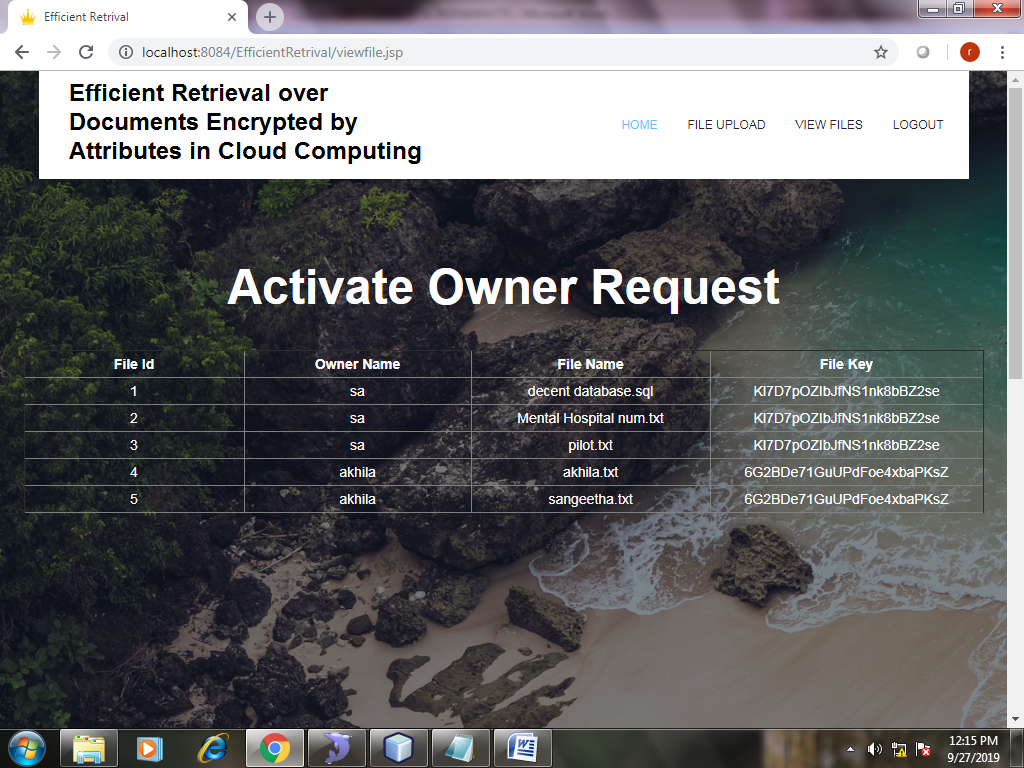 Efficient Retrival
localhost:8084/EfficientRetrival/viewfile.jsp
r
Efficient Retrieval over
Documents Encrypted by
Attributes in Cloud Computing
HOME FILE UPLOAD VIEW FILES LOGOUT
Activate Owner Request
File Id Owner Name File Name File Key
1 sa decent database.sql Kl7D7pOZIbJfNS1nk8bBZ2se
2 sa Mental Hospital num.txt Kl7D7pOZIbJfNS1nk8bBZ2se
3 sa pilot.txt Kl7D7pOZIbJfNS1nk8bBZ2se
4 akhila akhila.txt 6G2BDe71GuUPdFoe4xbaPKsZ
5 akhila sangeetha.txt 6G2BDe71GuUPdFoe4xbaPKsZ
12:15 PM
9/27/2019